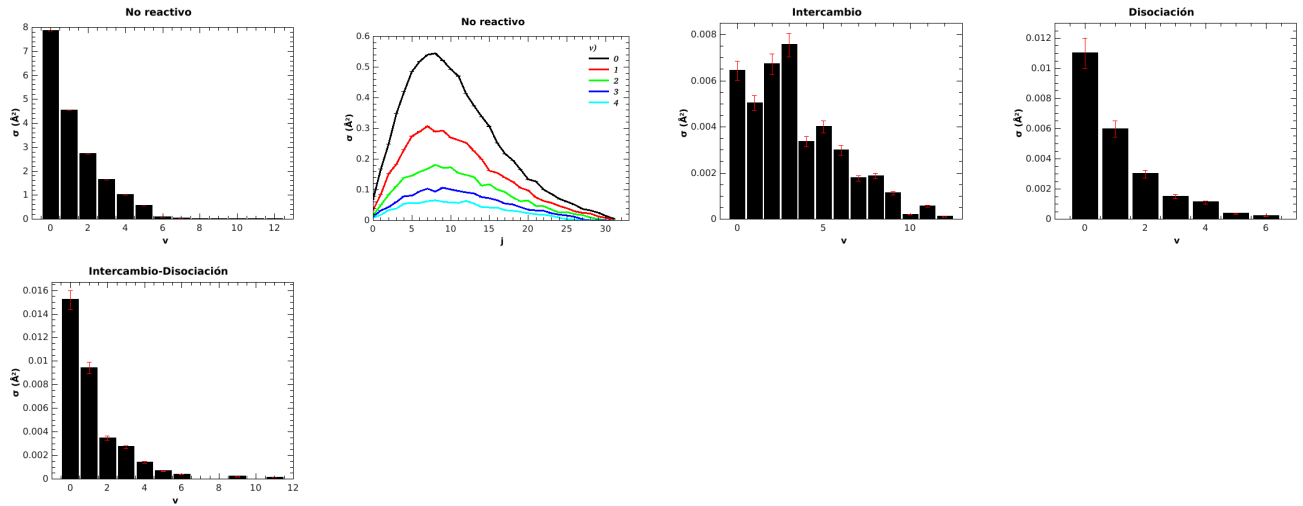 No reactivo
8
7
6
5
4
3
2
1
0
σ (Å²)
0 2 4 6 8 10 12
v
No reactivo
0.6
0.5
0.4
0.3
0.2
0.1
0
σ (Å²)
v)
0
1
2
3
4
0 5 10 15 20 25 30
j
Intercambio
0.008
0.006
0.004
0.002
0
σ (Å²)
0 5 10
v
Disociación
0.012
0.01
0.008
0.006
0.004
0.002
0
σ (Å²)
0 2 4 6
v
Intercambio-Disociación
0.016
0.014
0.012
0.01
0.008
0.006
0.004
0.002
0
σ (Å²)
0 2 4 6 8 10 12
v